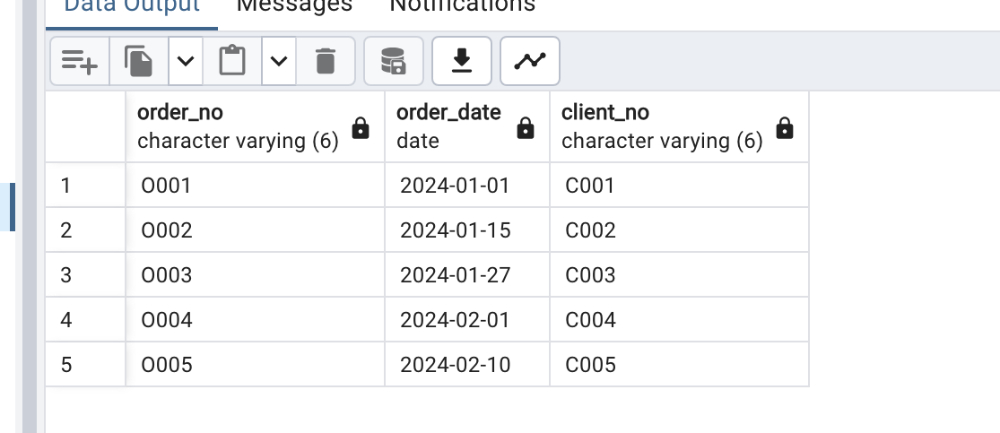 Data Output Messages Notifications
order_no order_date client_no
character varying (6) date character varying (6)
1 O001 2024-01-01 C001
2 O002 2024-01-15 C002
3 O003 2024-01-27 C003
4 O004 2024-02-01 C004
5 O005 2024-02-10 C005